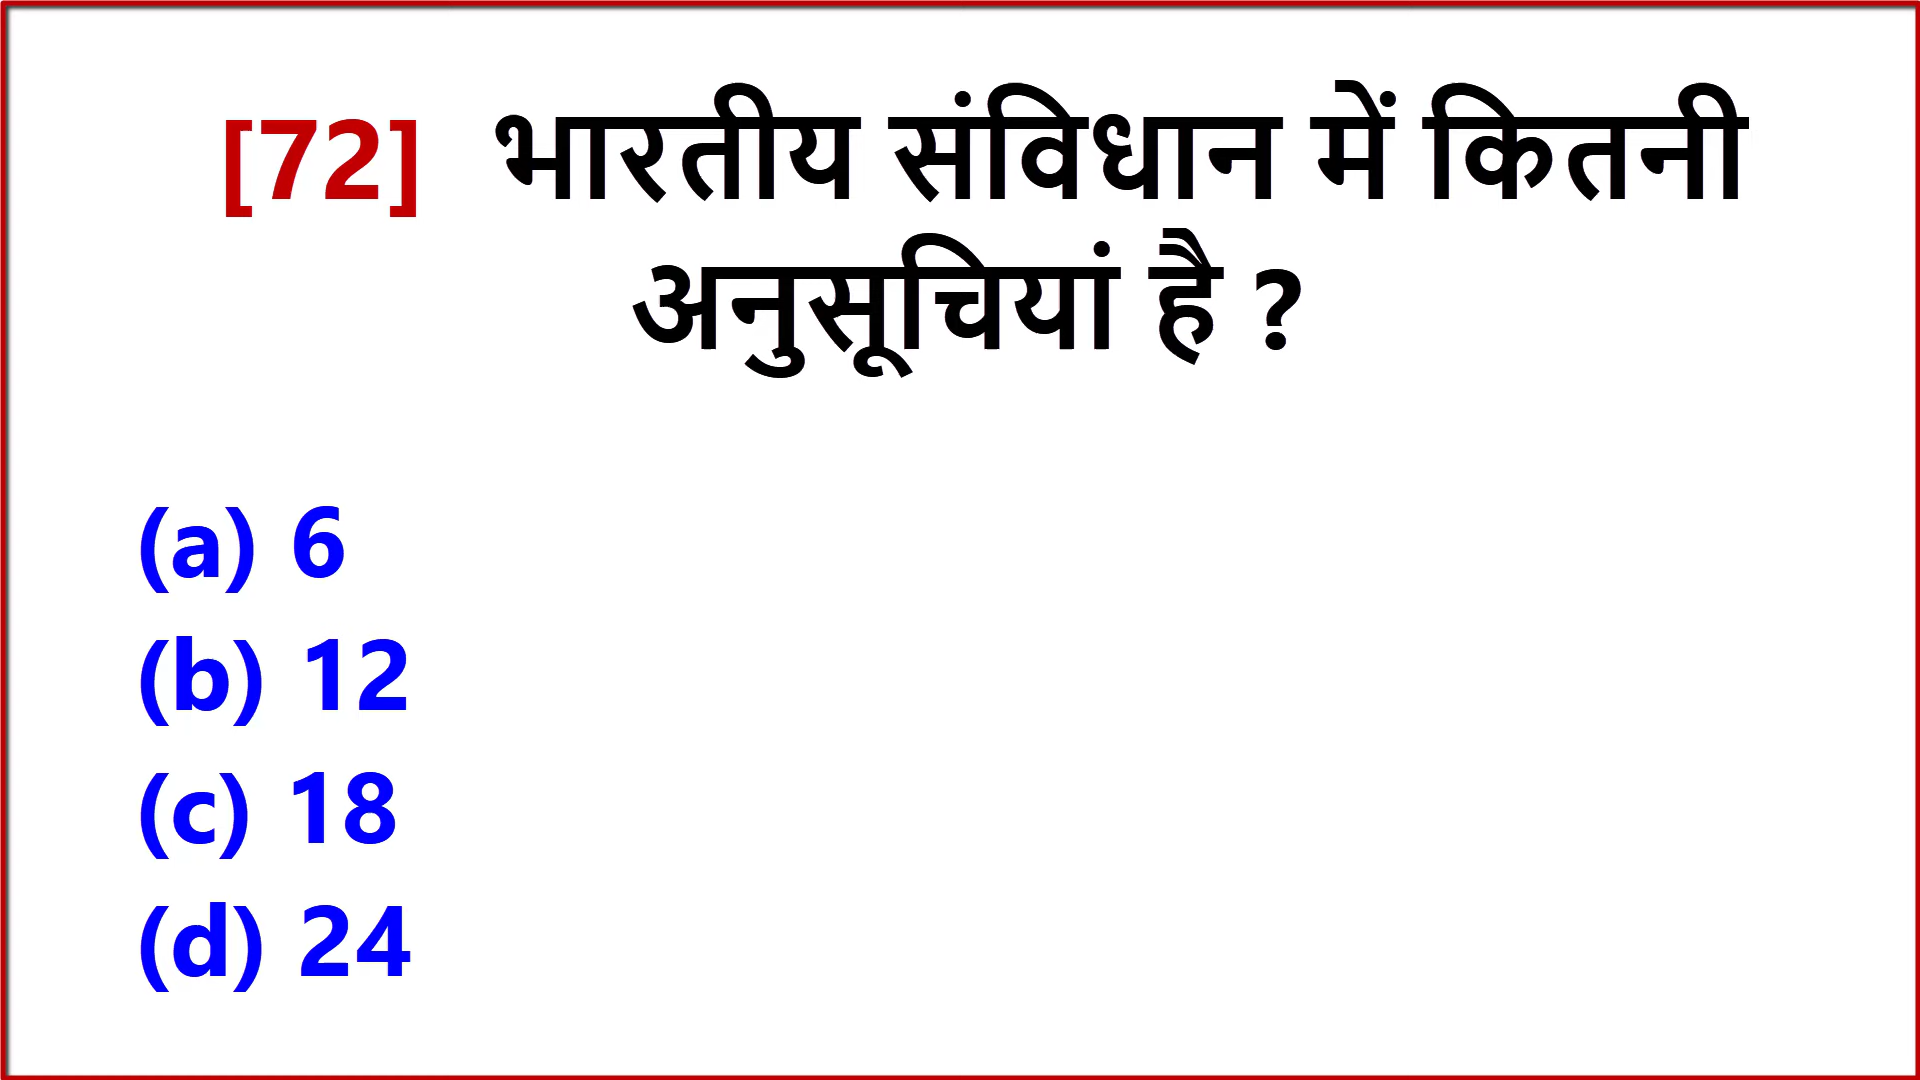 [72] भारतीय संविधान में कितनी
अनुसूचियां है ?
(a) 6
(b) 12
(c) 18
(d) 24